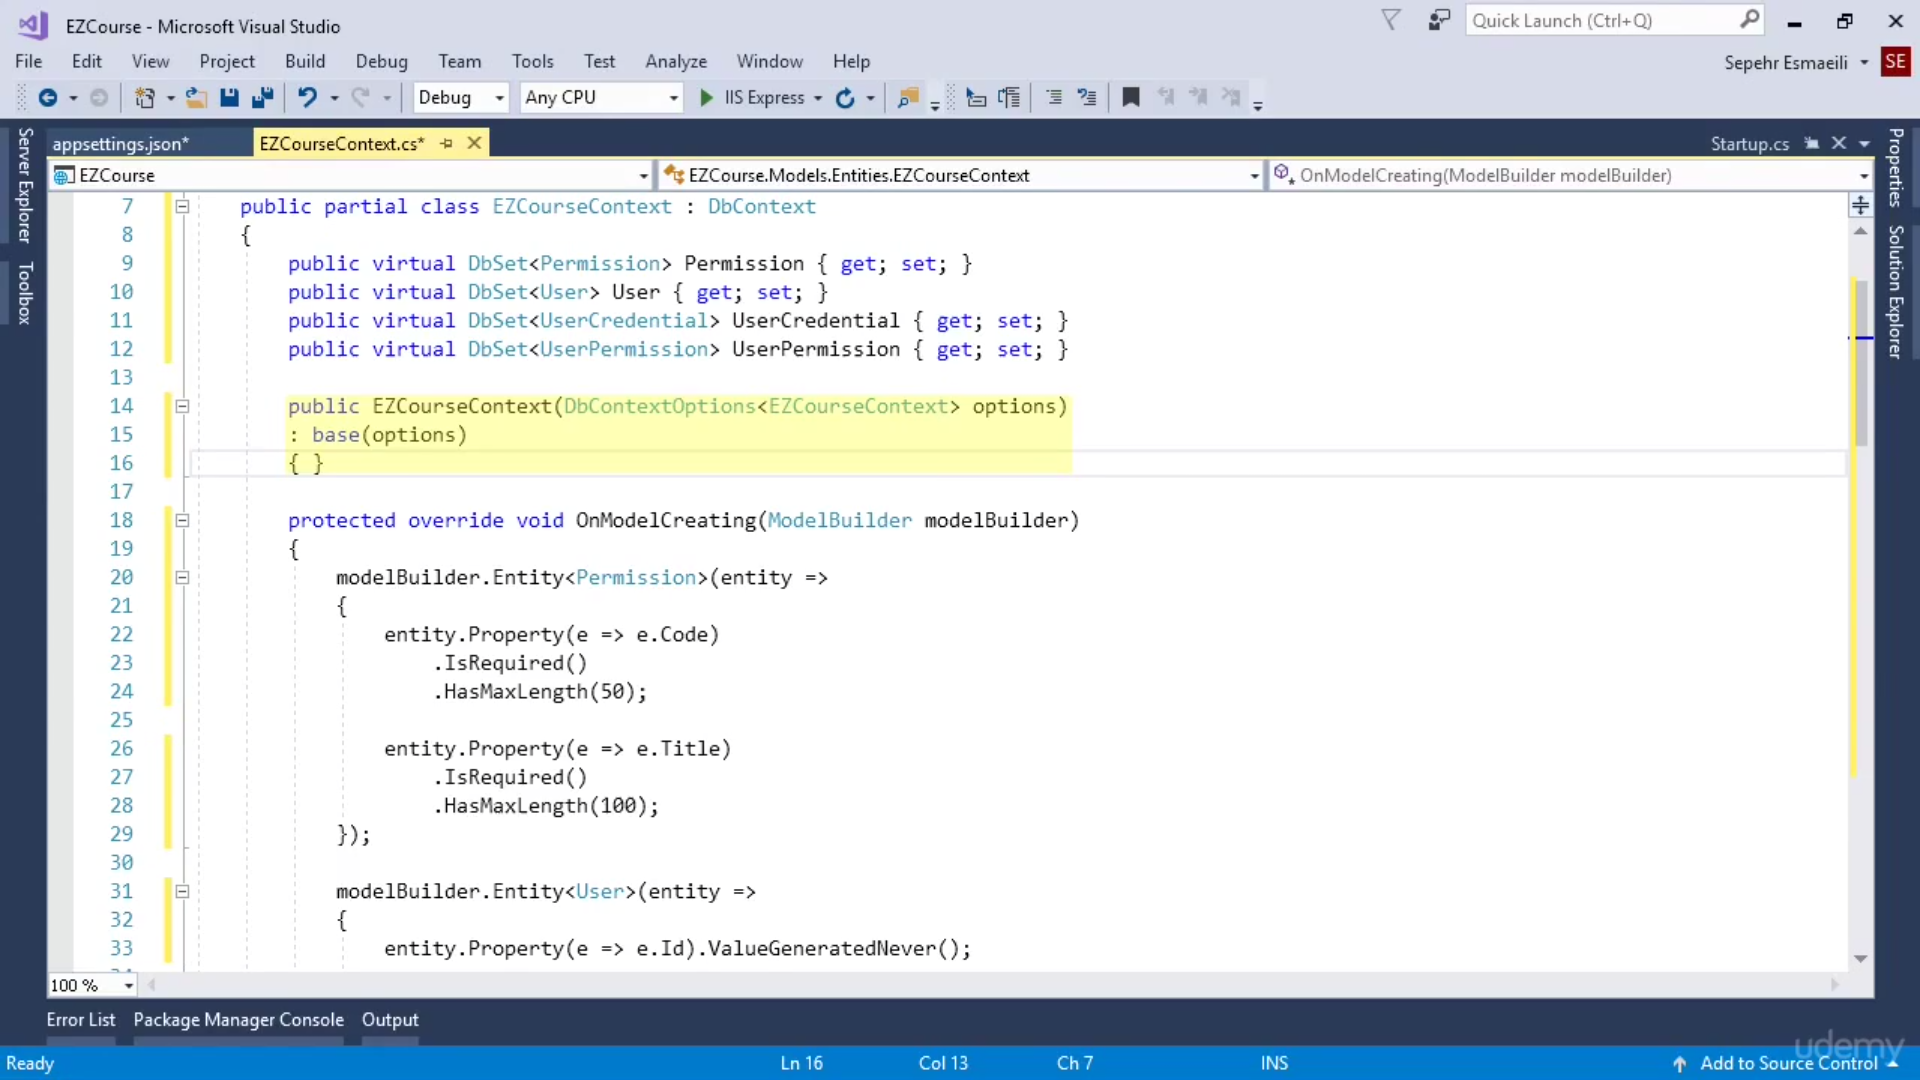 EZCourse - Microsoft Visual Studio
Quick Launch (Ctrl+Q)
File Edit View Project Build Debug Team Tools Test Analyze Window Help
Sepehr Esmaeili SE
Debug Any CPU IIS Express
Server Explorer
Toolbox
Properties
Solution Explorer
appsettings.json* EZCourseContext.cs* Startup.cs
EZCourse EZCourse.Models.Entities.EZCourseContext OnModelCreating(ModelBuilder modelBuilder)
7 public partial class EZCourseContext : DbContext
8 {
9 public virtual DbSet<Permission> Permission { get; set; }
10 public virtual DbSet<User> User { get; set; }
11 public virtual DbSet<UserCredential> UserCredential { get; set; }
12 public virtual DbSet<UserPermission> UserPermission { get; set; }
13
14 public EZCourseContext(DbContextOptions<EZCourseContext> options)
15 : base(options)
16 { }
17
18 protected override void OnModelCreating(ModelBuilder modelBuilder)
19 {
20 modelBuilder.Entity<Permission>(entity =>
21 {
22 entity.Property(e => e.Code)
23 .IsRequired()
24 .HasMaxLength(50);
25
26 entity.Property(e => e.Title)
27 .IsRequired()
28 .HasMaxLength(100);
29 });
30
31 modelBuilder.Entity<User>(entity =>
32 {
33 entity.Property(e => e.Id).ValueGeneratedNever();
100 %
Error List Package Manager Console Output
Ready Ln 16 Col 13 Ch 7 INS Add to Source Control
udemy